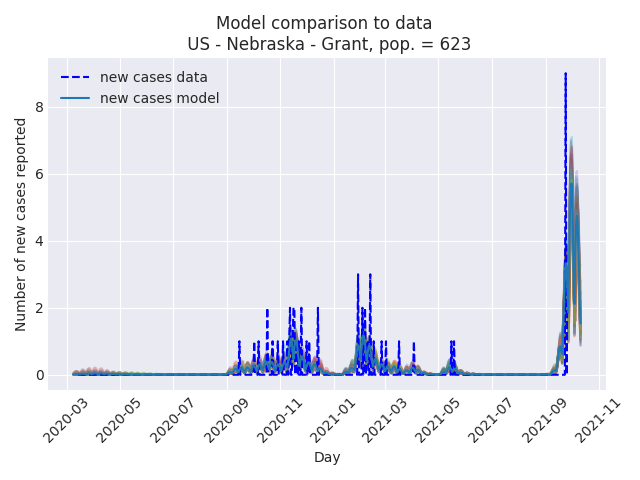 Model comparison to data
US - Nebraska - Grant, pop. = 623
new cases data
new cases model
Number of new cases reported
8
6
4
2
0
2020-03
2020-05
2020-07
2020-09
2020-11
2021-01
2021-03
2021-05
2021-07
2021-09
2021-11
Day